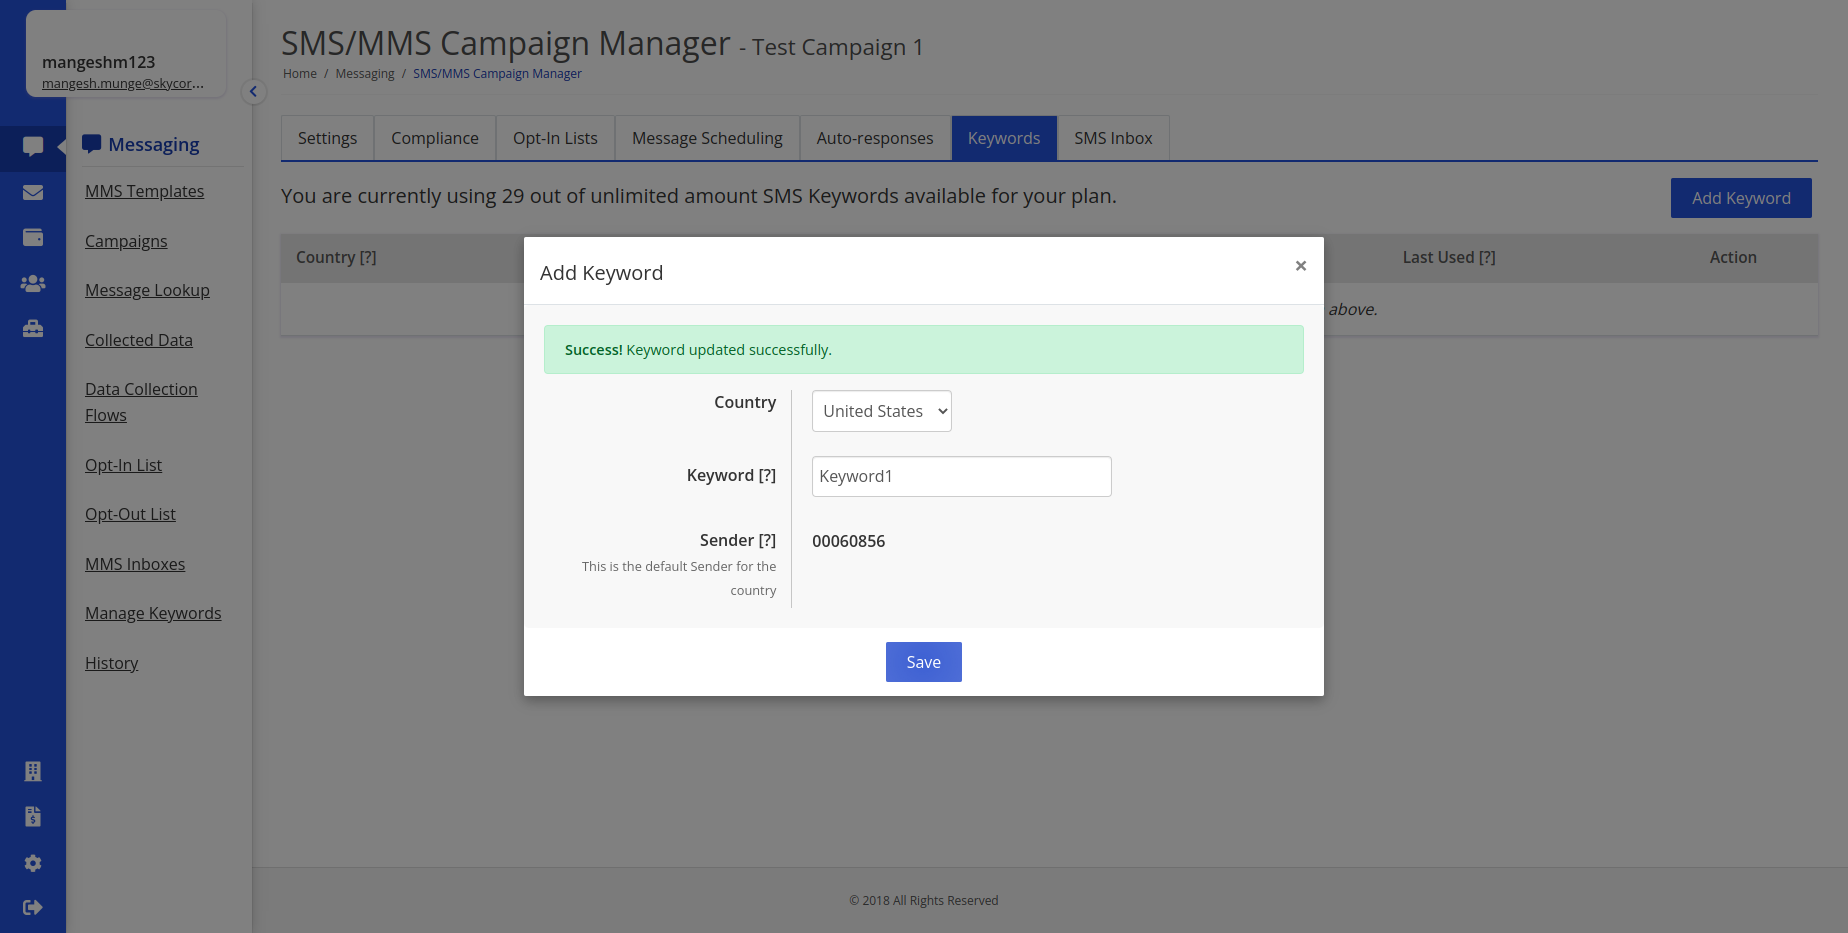 mangeshm123
mangesh.munge@skycor...
Messaging
MMS Templates
Campaigns
Message Lookup
Collected Data
Data Collection
Flows
Opt-In List
Opt-Out List
MMS Inboxes
Manage Keywords
History
SMS/MMS Campaign Manager - Test Campaign 1
Home / Messaging / SMS/MMS Campaign Manager
Settings Compliance Opt-In Lists Message Scheduling Auto-responses Keywords SMS Inbox
You are currently using 29 out of unlimited amount SMS Keywords available for your plan.
Add Keyword
Country [?] Last Used [?] Action
above.
Add Keyword ×
Success! Keyword updated successfully.
Country United States
Keyword [?] Keyword1
Sender [?] 00060856
This is the default Sender for the
country
Save
© 2018 All Rights Reserved